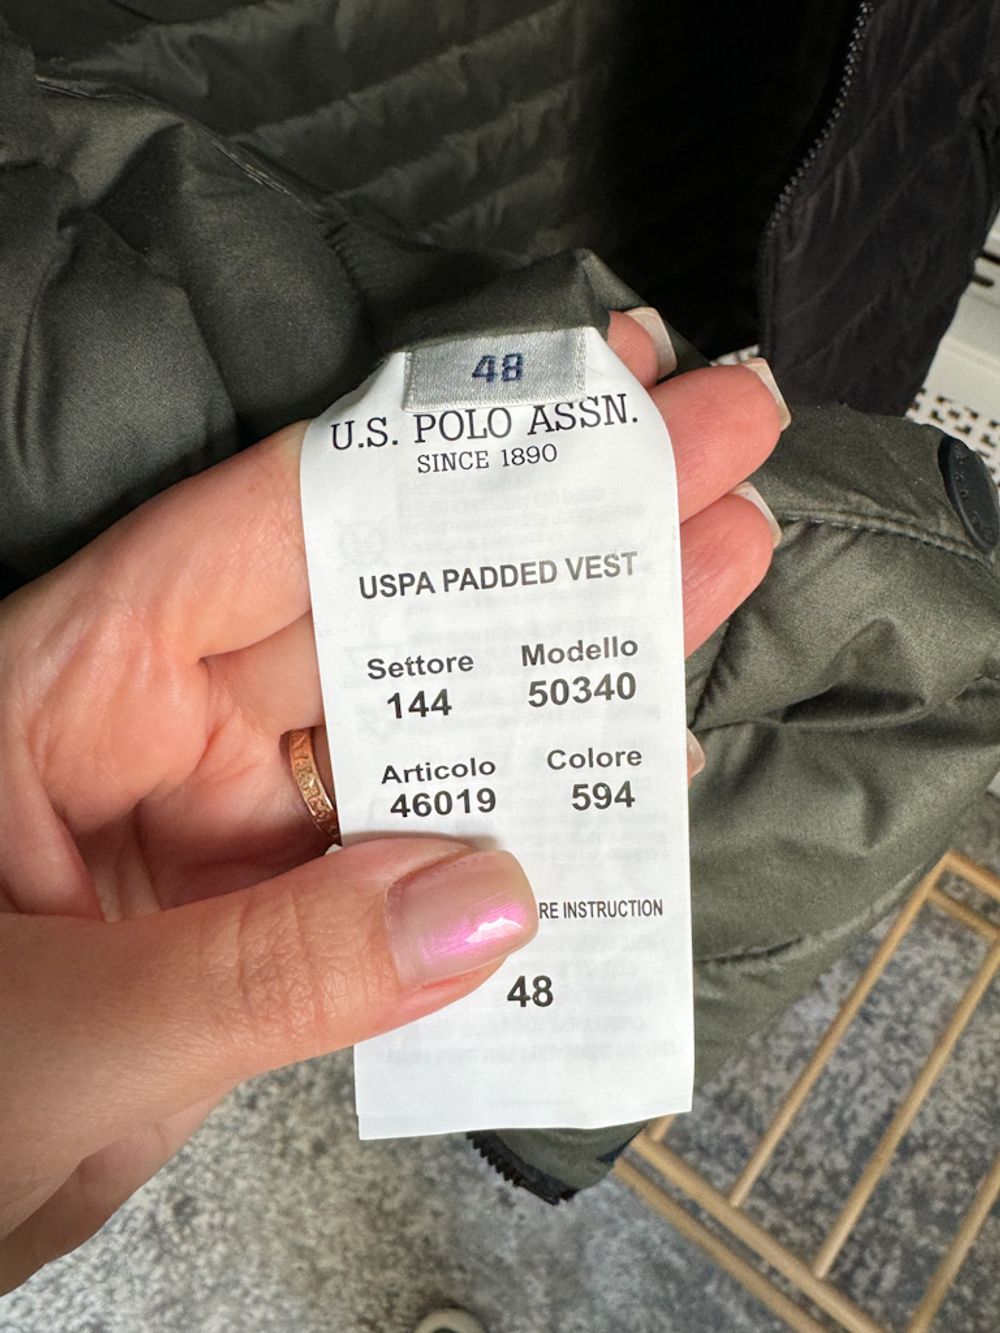 48
U.S. POLO ASSN.
SINCE 1890
USPA PADDED VEST
Settore Modello
144 50340
Articolo Colore
46019 594
RE INSTRUCTION
48